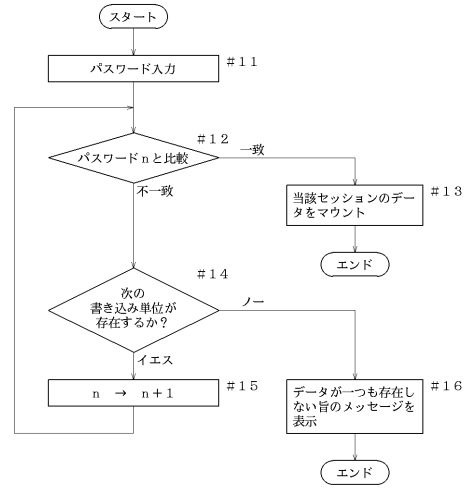 スタート
パスワード入力
#11
#12
パスワードnと比較
一致
不一致
当該セッションのデー
タをマウント
#13
エンド
#14
次の
書き込み単位が
存在するか?
ノー
イエス
n → n+1
#15
データが一つも存在し
ない旨のメッセージを
表示
#16
エンド